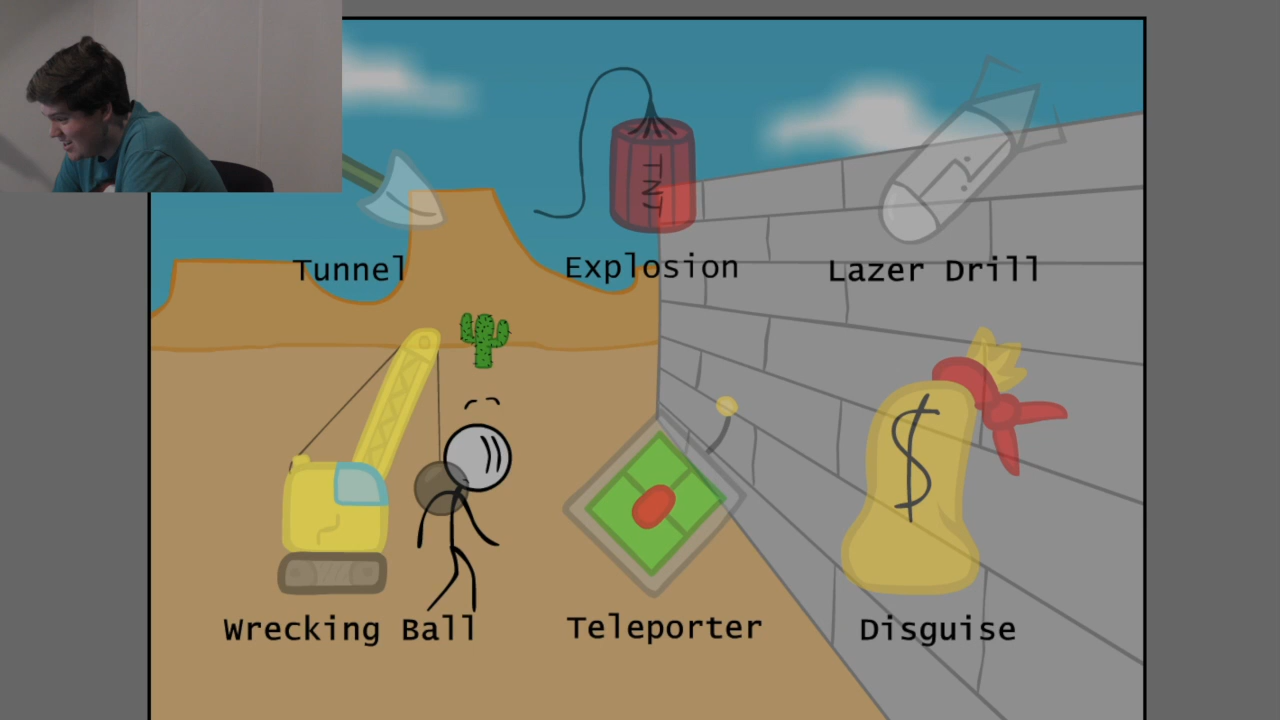 TNT
Tunnel
Explosion
Lazer Drill
$
Wrecking Ball
Teleporter
Disguise